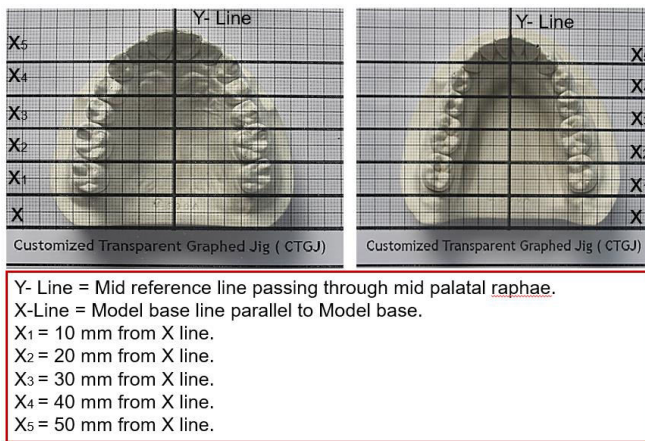 Y- Line
X5
X4
X3
X2
X1
X
Customized Transparent Graphed Jig ( CTGJ)
Y- Line
X
X
Customized Transparent Graphed Jig ( CTGJ)
Y- Line = Mid reference line passing through mid palatal raphae.
X-Line = Model base line parallel to Model base.
X1 = 10 mm from X line.
X2 = 20 mm from X line.
X3 = 30 mm from X line.
X4 = 40 mm from X line.
X5 = 50 mm from X line.